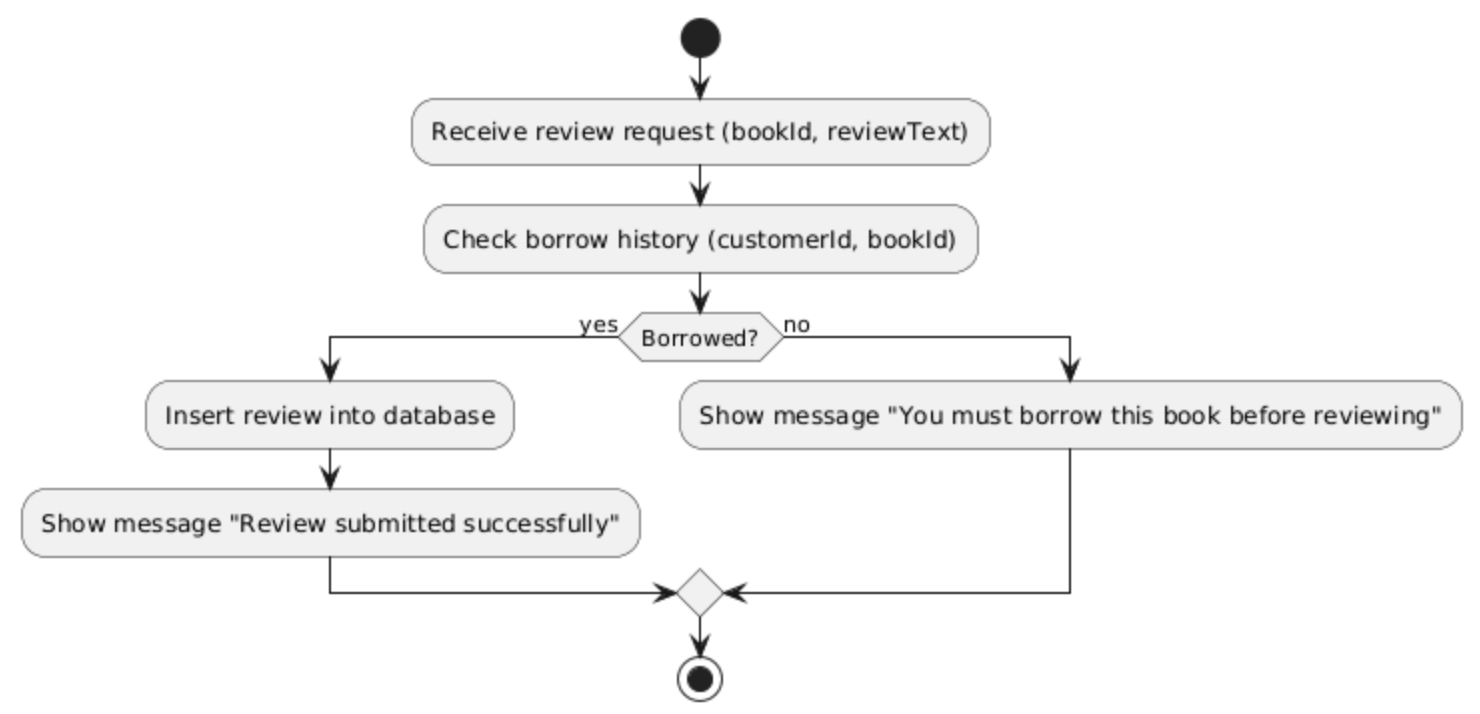 Receive review request (bookId, reviewText)
Check borrow history (customerId, bookId)
yes
Borrowed?
no
Insert review into database
Show message "You must borrow this book before reviewing"
Show message "Review submitted successfully"